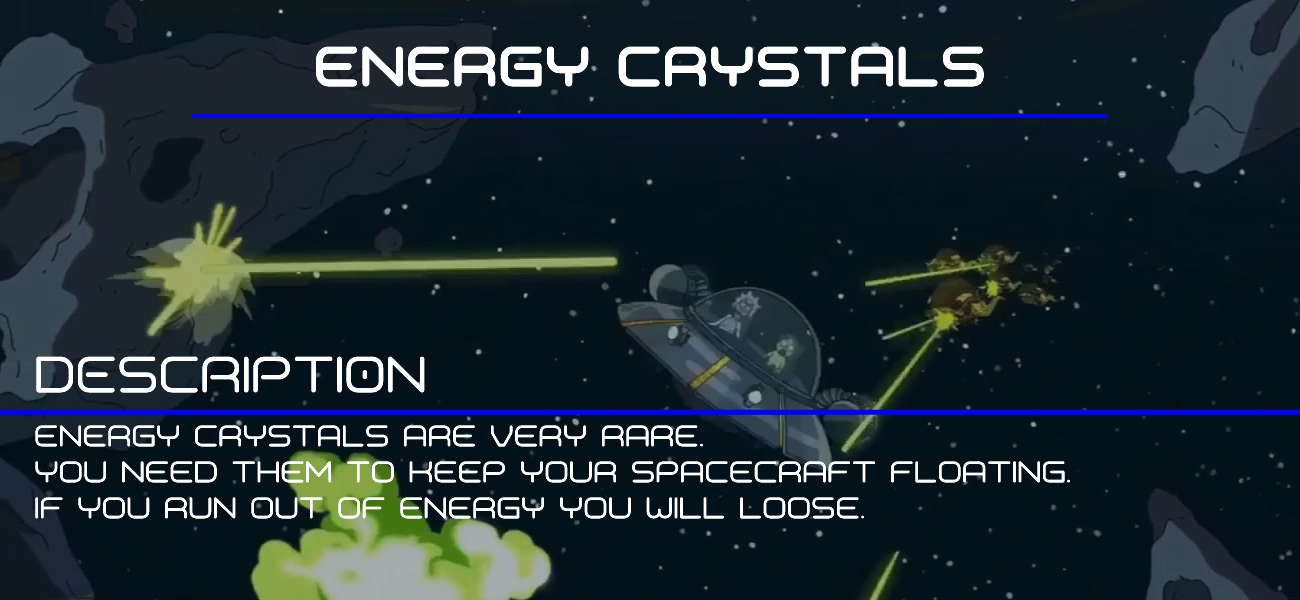 ENERGY CRYSTALS
DESCRIPTION
ENERGY CRYSTALS ARE VERY RARE.
YOU NEED THEM TO KEEP YOUR SPACECRAFT FLOATING.
IF YOU RUN OUT OF ENERGY YOU WILL LOOSE.